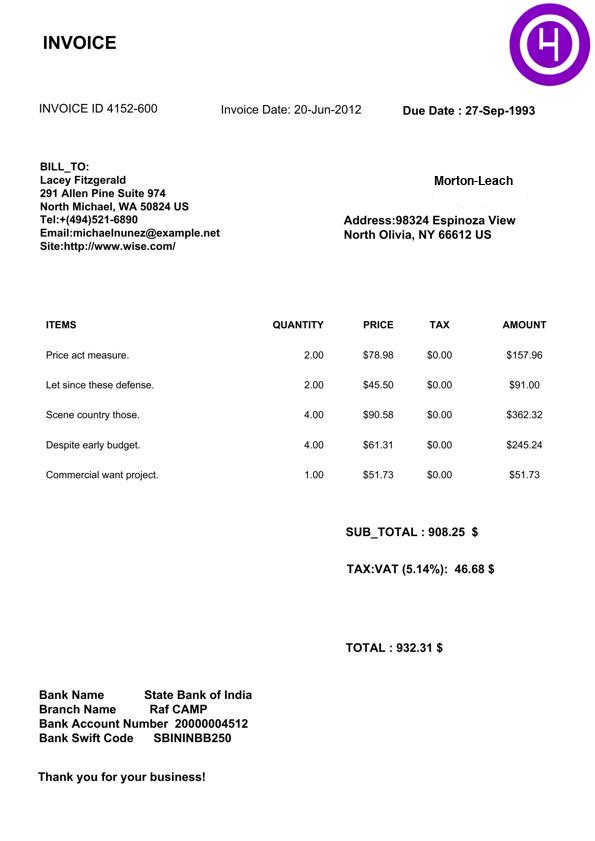 INVOICE
INVOICE ID 4152-600 Invoice Date: 20-Jun-2012 Due Date : 27-Sep-1993
BILL_TO:
Lacey Fitzgerald
291 Allen Pine Suite 974
North Michael, WA 50824 US
Tel:+(494)521-6890
Email:michaelnunez@example.net
Site:http://www.wise.com/
Morton-Leach
Address:98324 Espinoza View
North Olivia, NY 66612 US
ITEMS QUANTITY PRICE TAX AMOUNT
Price act measure. 2.00 $78.98 $0.00 $157.96
Let since these defense. 2.00 $45.50 $0.00 $91.00
Scene country those. 4.00 $90.58 $0.00 $362.32
Despite early budget. 4.00 $61.31 $0.00 $245.24
Commercial want project. 1.00 $51.73 $0.00 $51.73
SUB_TOTAL : 908.25 $
TAX:VAT (5.14%): 46.68 $
TOTAL : 932.31 $
Bank Name State Bank of India
Branch Name Raf CAMP
Bank Account Number 20000004512
Bank Swift Code SBININBB250
Thank you for your business!